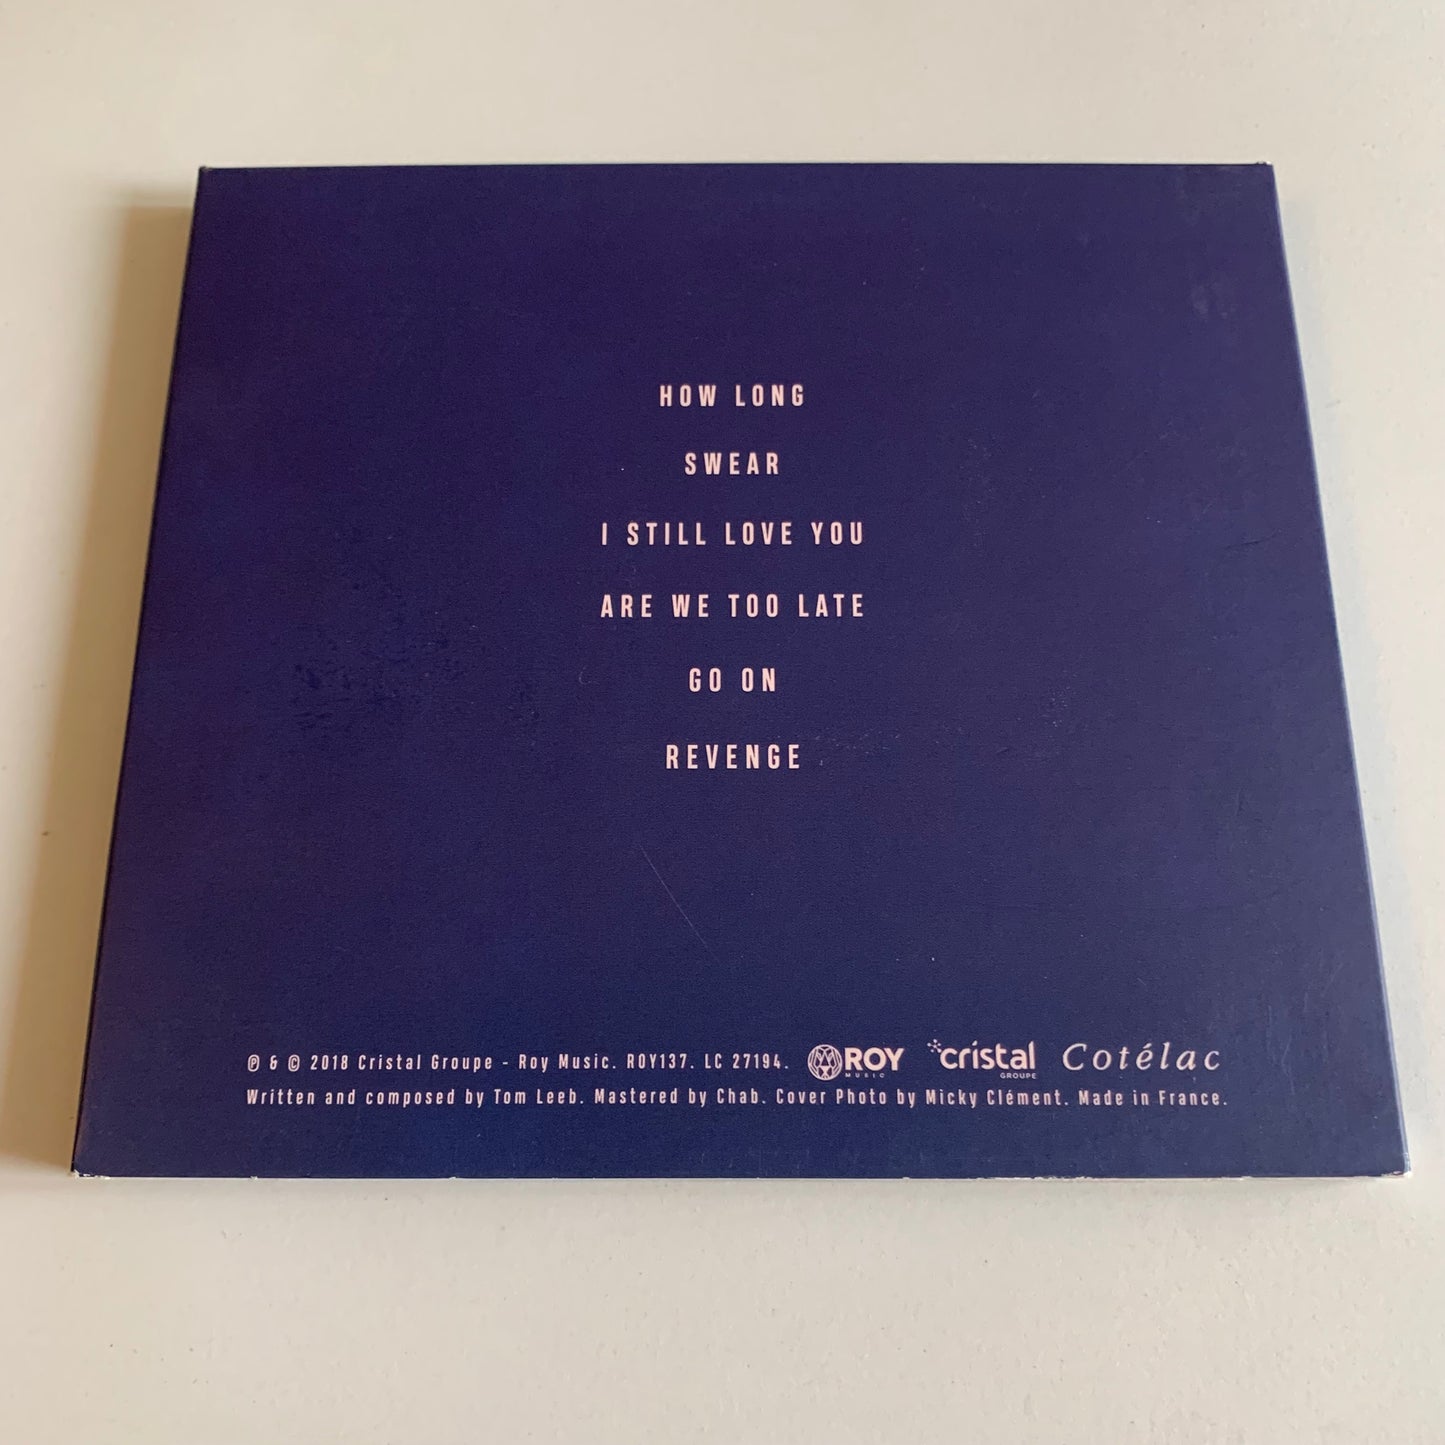 HOW LONG
SWEAR
I STILL LOVE YOU
ARE WE TOO LATE
GO ON
REVENGE
℗ & © 2018 Cristal Groupe - Roy Music. ROY137. LC 27194. ROY MUSIC cristal GROUPE Cotélac
Written and composed by Tom Leeb. Mastered by Chab. Cover Photo by Micky Clément. Made in France.